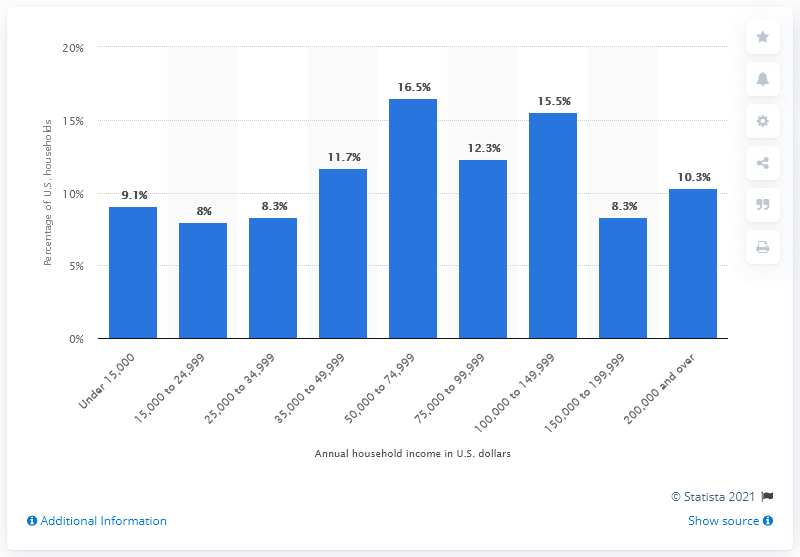 20%
15%
10%
5%
0%
Percentage of U.S. households
9.1%
8%
8.3%
11.7%
16.5%
12.3%
15.5%
8.3%
10.3%
Under 15,000
15,000 to 24,999
25,000 to 34,999
35,000 to 49,999
50,000 to 74,999
75,000 to 99,999
100,000 to 149,999
150,000 to 199,999
200,000 and over
Annual household income in U.S. dollars
© Statista 2021
Additional Information
Show source